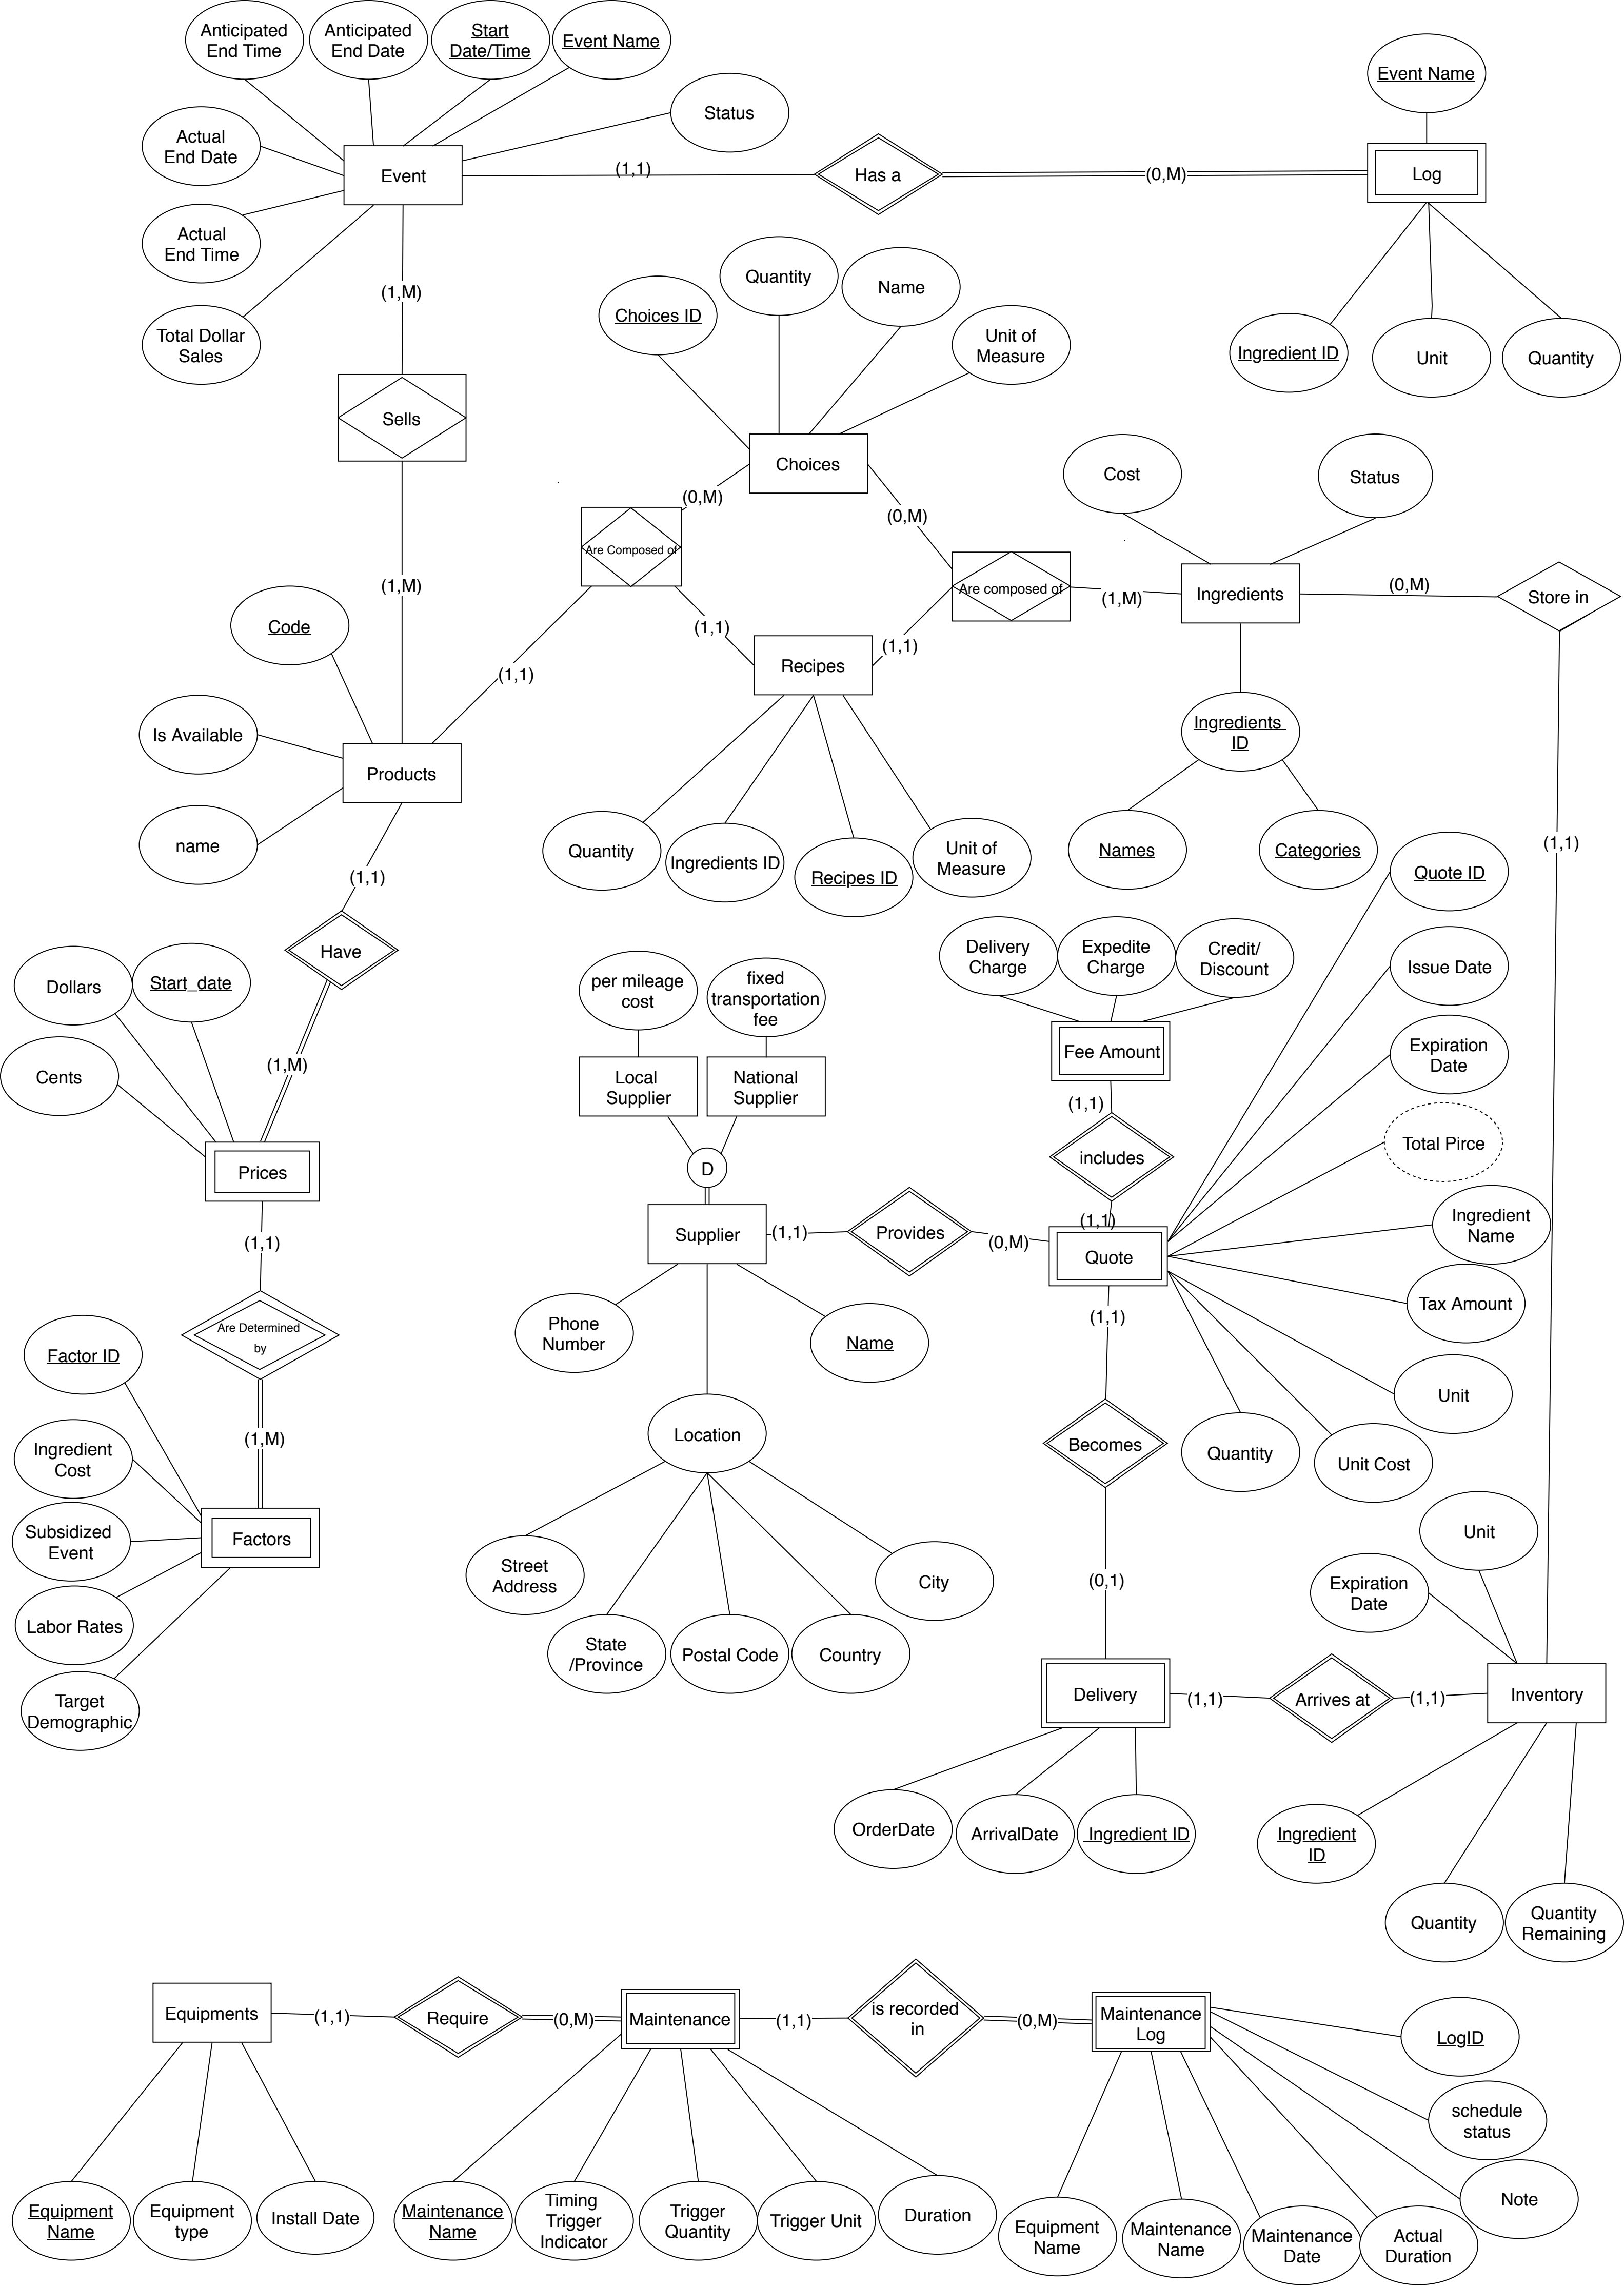 Anticipated
End Time
Anticipated
End Date
Start
Date/Time
Event Name
Event Name
Status
Actual
End Date
Event
(1,1)
Has a
(0,M)
Log
Actual
End Time
Total Dollar
Sales
(1,M)
Choices ID
Quantity
Name
Unit of
Measure
Ingredient ID
Unit
Quantity
Sells
Choices
Cost
Status
(0,M)
(0,M)
Are Composed of
Are composed of
(1,M)
Ingredients
(0,M)
Store in
(1,M)
Code
(1,1)
(1,1)
(1,1)
Recipes
Is Available
Products
name
Ingredients
ID
Quantity
Ingredients ID
Recipes ID
Unit of
Measure
Names
Categories
(1,1)
Quote ID
(1,1)
Have
Dollars
Start_date
Cents
(1,M)
per mileage
cost
fixed
transportation
fee
Delivery
Charge
Expedite
Charge
Credit/
Discount
Issue Date
Fee Amount
Expiration
Date
Local
Supplier
National
Supplier
(1,1)
includes
Total Pirce
Prices
D
(1,1)
Supplier
(1,1)
Provides
(0,M)
Quote
Ingredient
Name
Tax Amount
(1,1)
Are Determined
by
Phone
Number
Name
(1,1)
Unit
Factor ID
Location
Becomes
Quantity
Unit Cost
Ingredient
Cost
(1,M)
Subsidized
Event
Factors
Street
Address
State
/Province
Postal Code
Country
City
(0,1)
Unit
Expiration
Date
Labor Rates
Target
Demographic
Delivery
(1,1)
Arrives at
(1,1)
Inventory
OrderDate
ArrivalDate
Ingredient ID
Ingredient
ID
Quantity
Quantity
Remaining
Equipments
(1,1)
Require
(0,M)
Maintenance
(1,1)
is recorded
in
(0,M)
Maintenance
Log
LogID
schedule
status
Note
Equipment
Name
Equipment
type
Install Date
Maintenance
Name
Timing
Trigger
Indicator
Trigger
Quantity
Trigger Unit
Duration
Equipment
Name
Maintenance
Name
Maintenance
Date
Actual
Duration